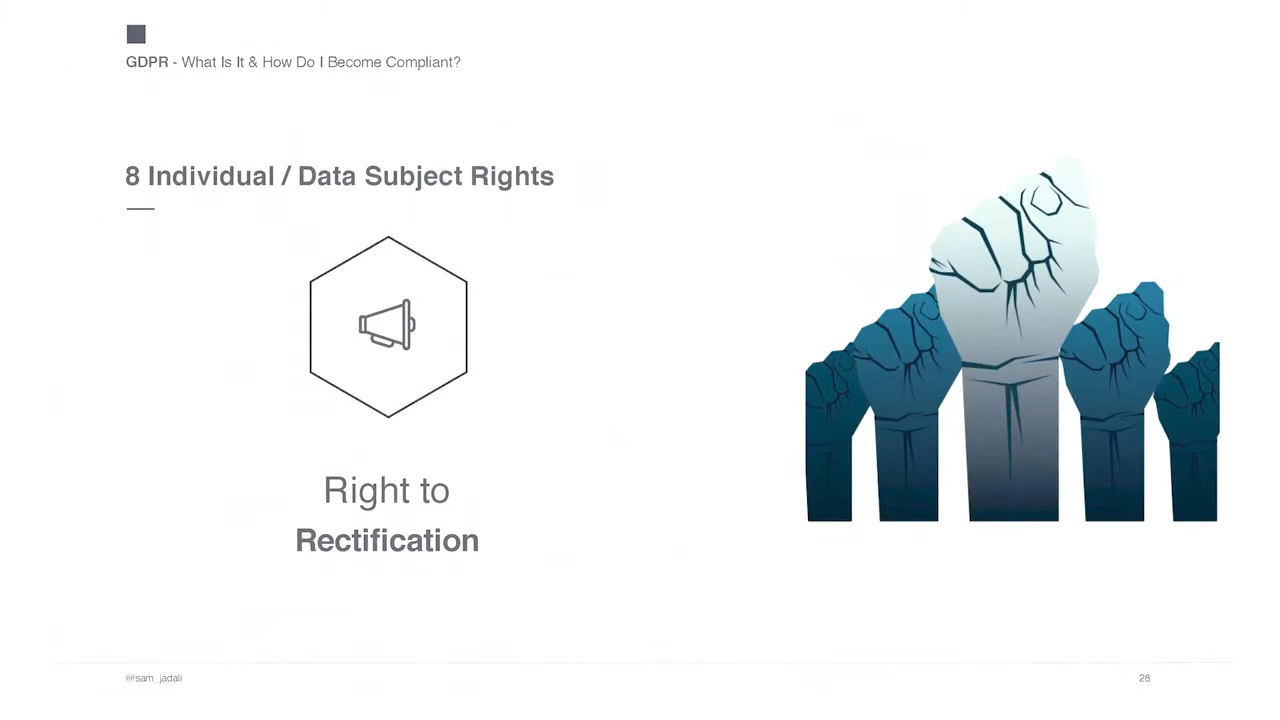 GDPR - What Is It & How Do I Become Compliant?
8 Individual / Data Subject Rights
Right to
Rectification
@sam_jadali
28